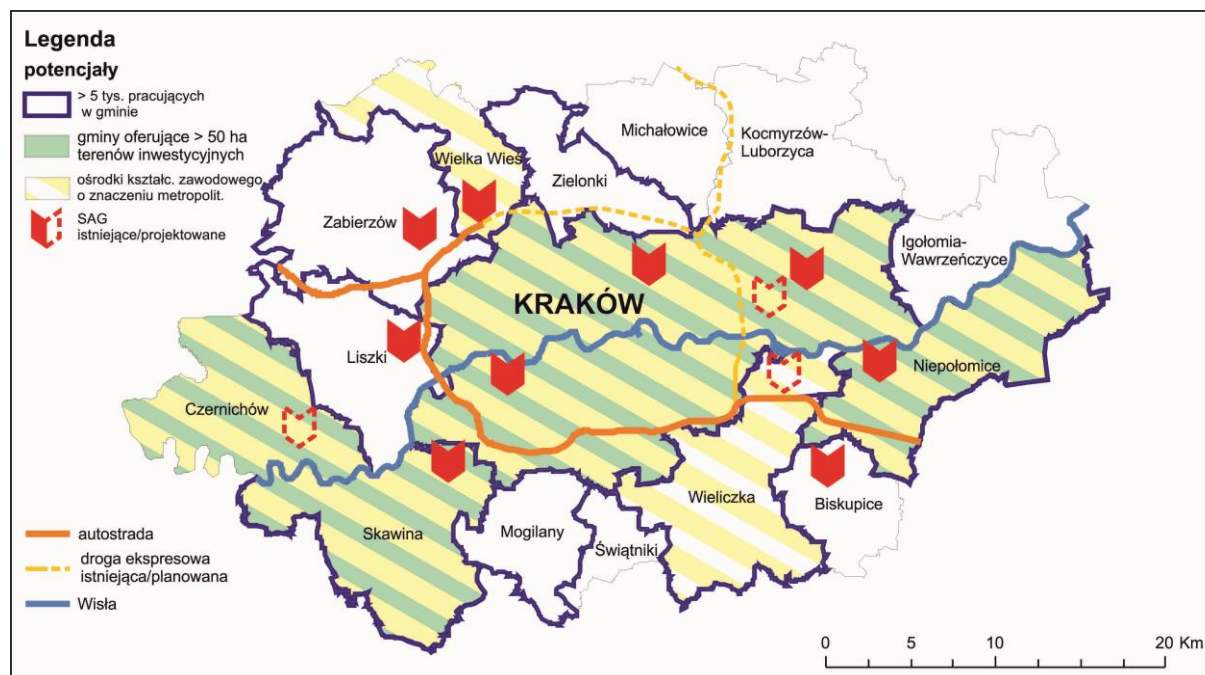 Legenda
potencjały
> 5 tys. pracujących
w gminie
gminy oferujące > 50 ha
terenów inwestycyjnych
ośrodki kształc. zawodowego
o znaczeniu metropolit.
SAG
istniejące/projektowane
Michałowice
Kocmyrzów-
Luborzyca
Wielka Wieś
Zielonki
Zabierzów
Igołomia-
Wawrzeńczyce
KRAKÓW
Liszki
Niepołomice
Czernichów
Wieliczka
Biskupice
Skawina
Mogilany
Świątniki
autostrada
droga ekspresowa
istniejąca/planowana
Wisła
0 5 10 20 Km